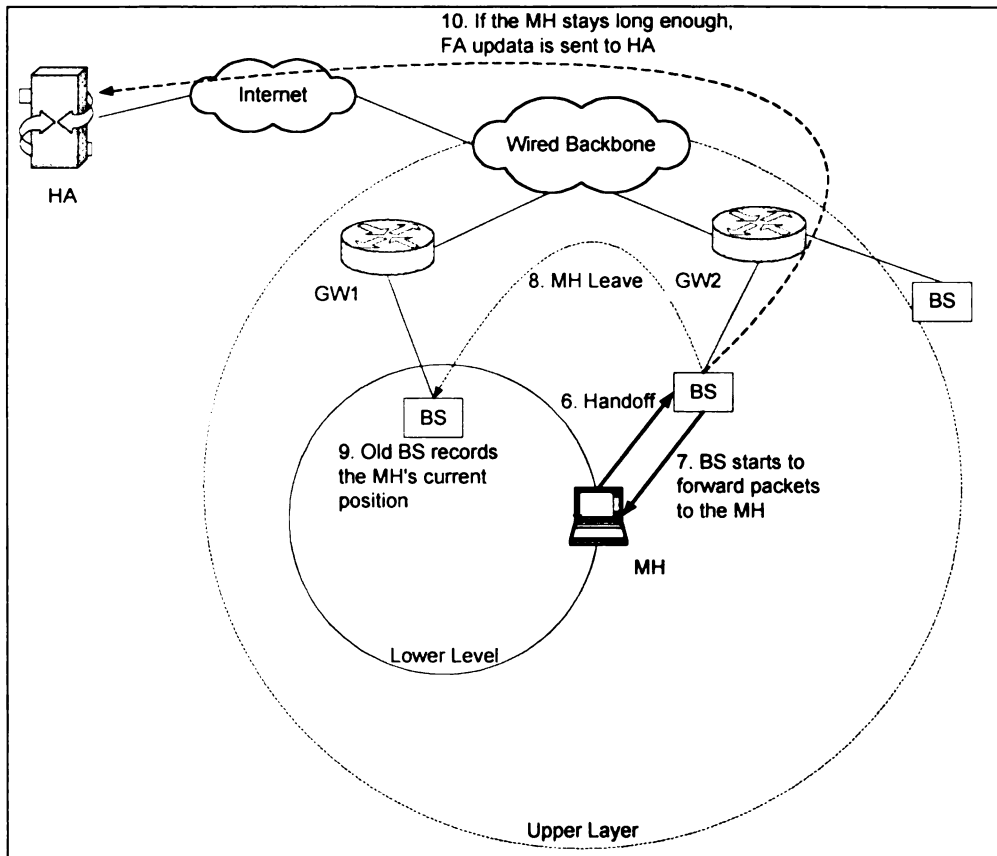 10. If the MH stays long enough,
FA updata is sent to HA
Internet
Wired Backbone
HA
GW1
8. MH Leave
GW2
BS
BS
6. Handoff
BS
9. Old BS records
the MH's current
position
7. BS starts to
forward packets
to the MH
MH
Lower Level
Upper Layer